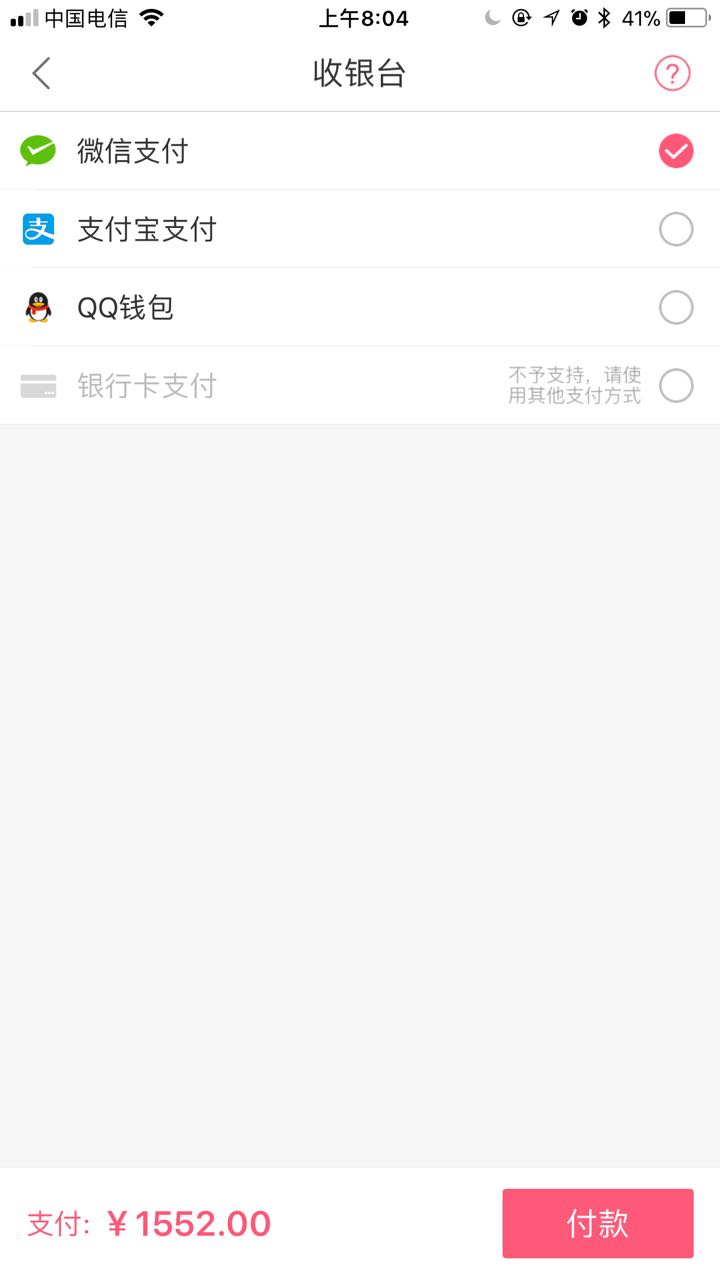 中国电信 上午8:04 41%
收银台 ?
微信支付
支 支付宝支付
QQ钱包
银行卡支付 不予支持，请使
用其他支付方式
支付: ¥1552.00 付款